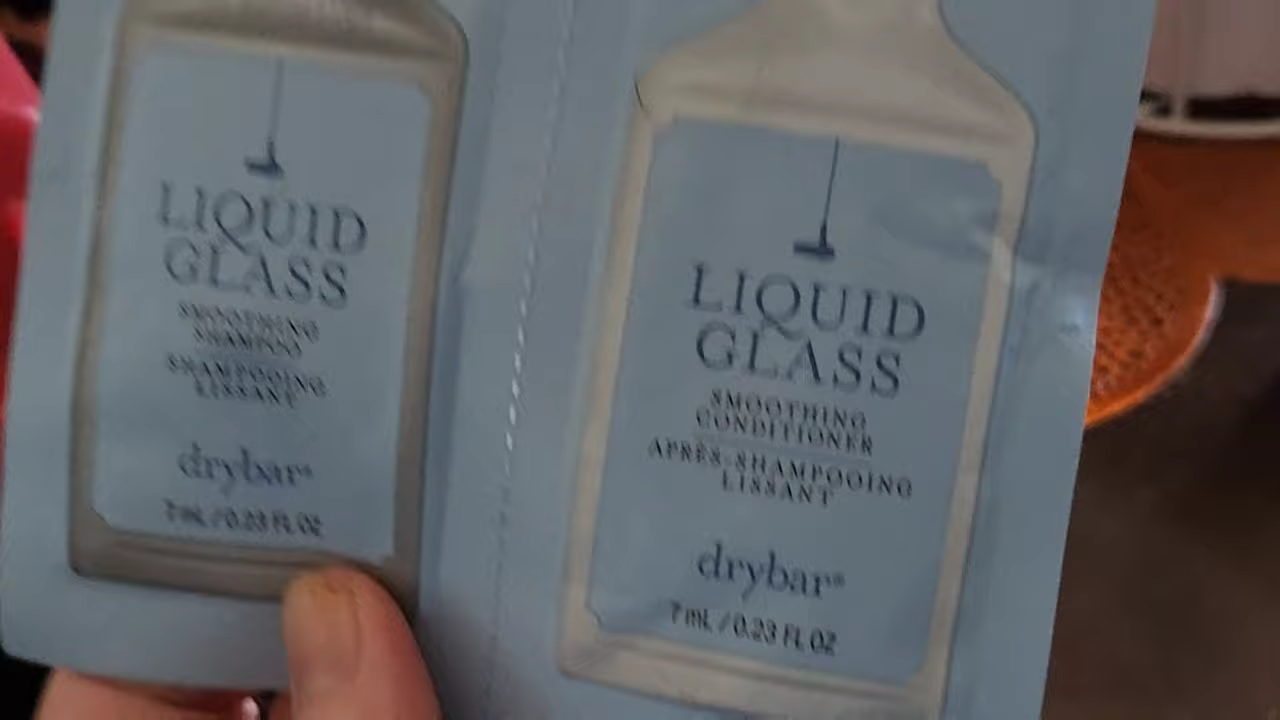 LIQUID
GLASS
SMOOTHING
SHAMPOO
SHAMPOOING
LISSANT
drybar®
7 mL / 0.23 FL OZ
LIQUID
GLASS
SMOOTHING
CONDITIONER
APRÈS-SHAMPOOING
LISSANT
drybar®
7 mL / 0.23 FL OZ